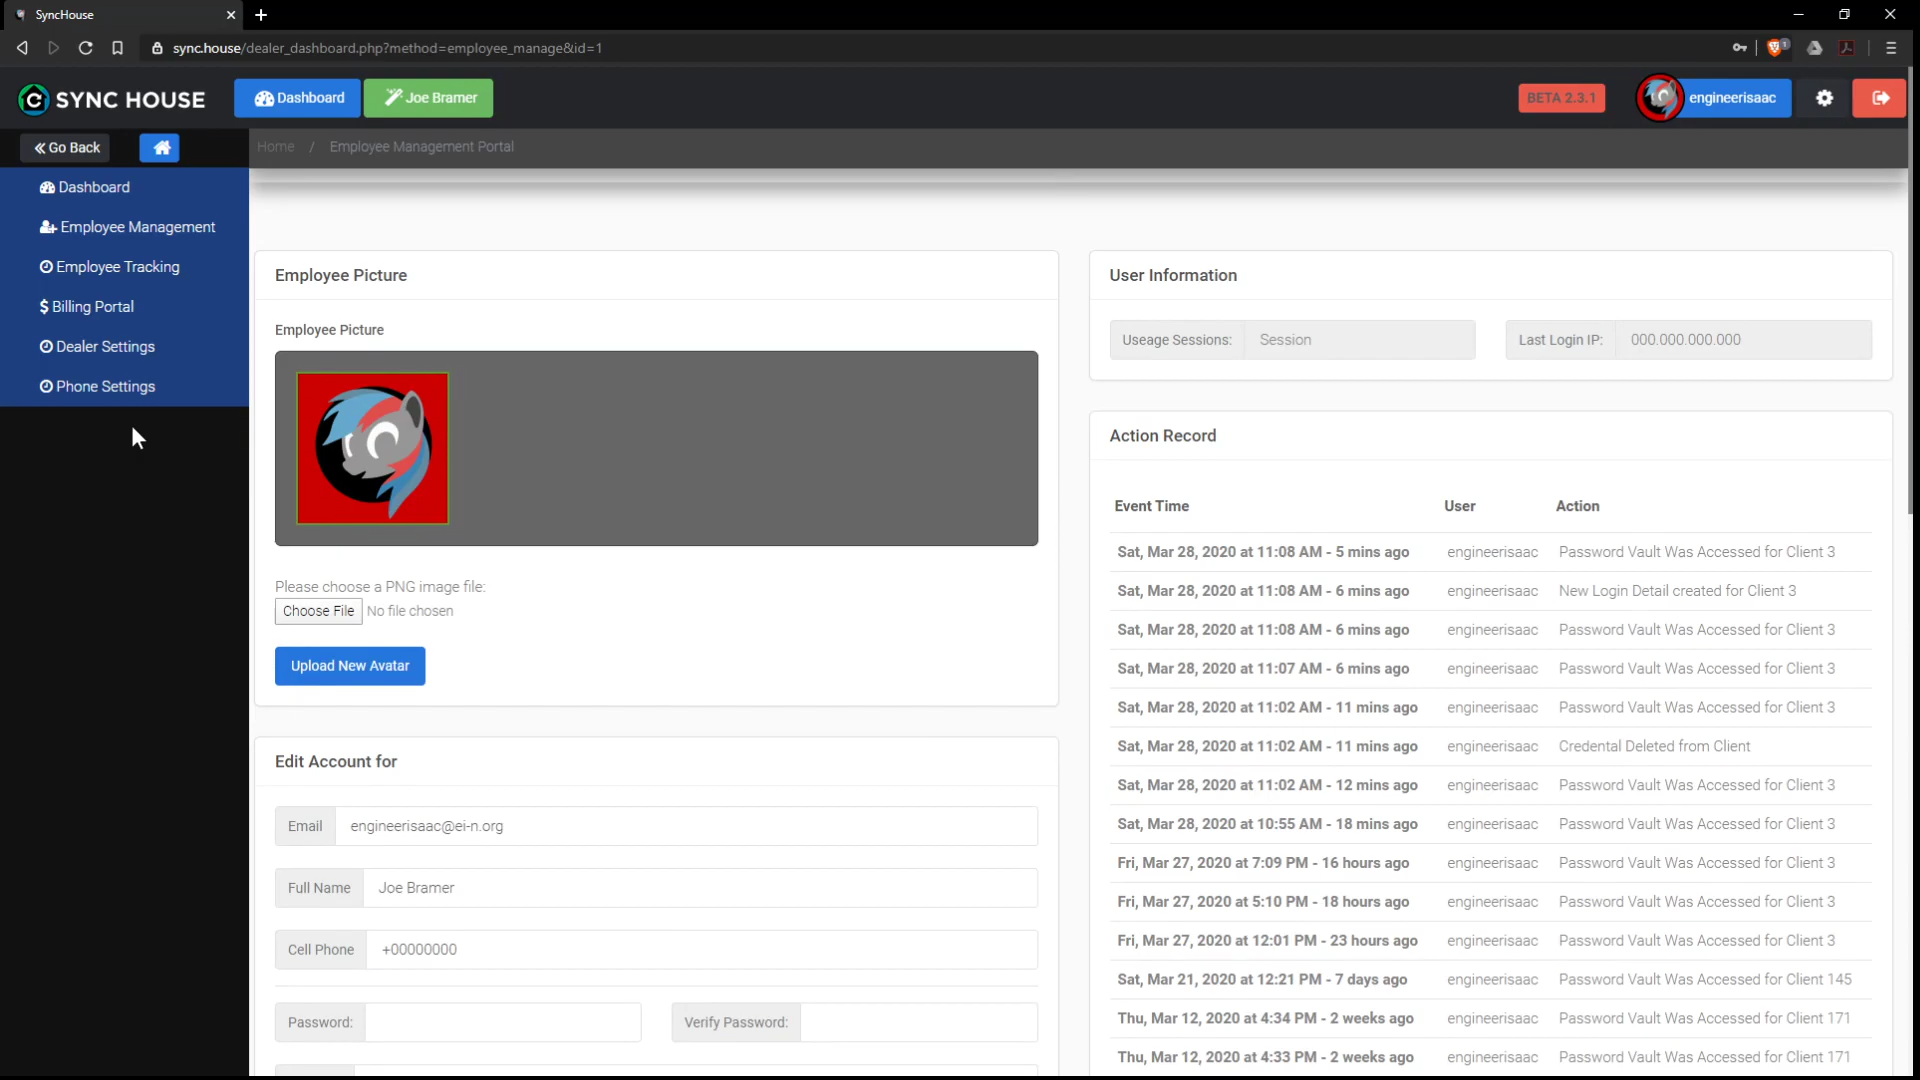 SyncHouse
sync.house/dealer_dashboard.php?method=employee_manage&id=1
1
SYNC HOUSE
Dashboard
Joe Bramer
BETA 2.3.1
engineerisaac
Go Back
Home / Employee Management Portal
Dashboard
Employee Management
Employee Tracking
$ Billing Portal
Dealer Settings
Phone Settings
Employee Picture
Employee Picture
Please choose a PNG image file:
Choose File No file chosen
Upload New Avatar
Edit Account for
Email engineerisaac@ei-n.org
Full Name Joe Bramer
Cell Phone +00000000
Password:
Verify Password:
User Information
Useage Sessions: Session
Last Login IP: 000.000.000.000
Action Record
Event Time User Action
Sat, Mar 28, 2020 at 11:08 AM - 5 mins ago engineerisaac Password Vault Was Accessed for Client 3
Sat, Mar 28, 2020 at 11:08 AM - 6 mins ago engineerisaac New Login Detail created for Client 3
Sat, Mar 28, 2020 at 11:08 AM - 6 mins ago engineerisaac Password Vault Was Accessed for Client 3
Sat, Mar 28, 2020 at 11:07 AM - 6 mins ago engineerisaac Password Vault Was Accessed for Client 3
Sat, Mar 28, 2020 at 11:02 AM - 11 mins ago engineerisaac Password Vault Was Accessed for Client 3
Sat, Mar 28, 2020 at 11:02 AM - 11 mins ago engineerisaac Credental Deleted from Client
Sat, Mar 28, 2020 at 11:02 AM - 12 mins ago engineerisaac Password Vault Was Accessed for Client 3
Sat, Mar 28, 2020 at 10:55 AM - 18 mins ago engineerisaac Password Vault Was Accessed for Client 3
Fri, Mar 27, 2020 at 7:09 PM - 16 hours ago engineerisaac Password Vault Was Accessed for Client 3
Fri, Mar 27, 2020 at 5:10 PM - 18 hours ago engineerisaac Password Vault Was Accessed for Client 3
Fri, Mar 27, 2020 at 12:01 PM - 23 hours ago engineerisaac Password Vault Was Accessed for Client 3
Sat, Mar 21, 2020 at 12:21 PM - 7 days ago engineerisaac Password Vault Was Accessed for Client 145
Thu, Mar 12, 2020 at 4:34 PM - 2 weeks ago engineerisaac Password Vault Was Accessed for Client 171
Thu, Mar 12, 2020 at 4:33 PM - 2 weeks ago engineerisaac Password Vault Was Accessed for Client 171